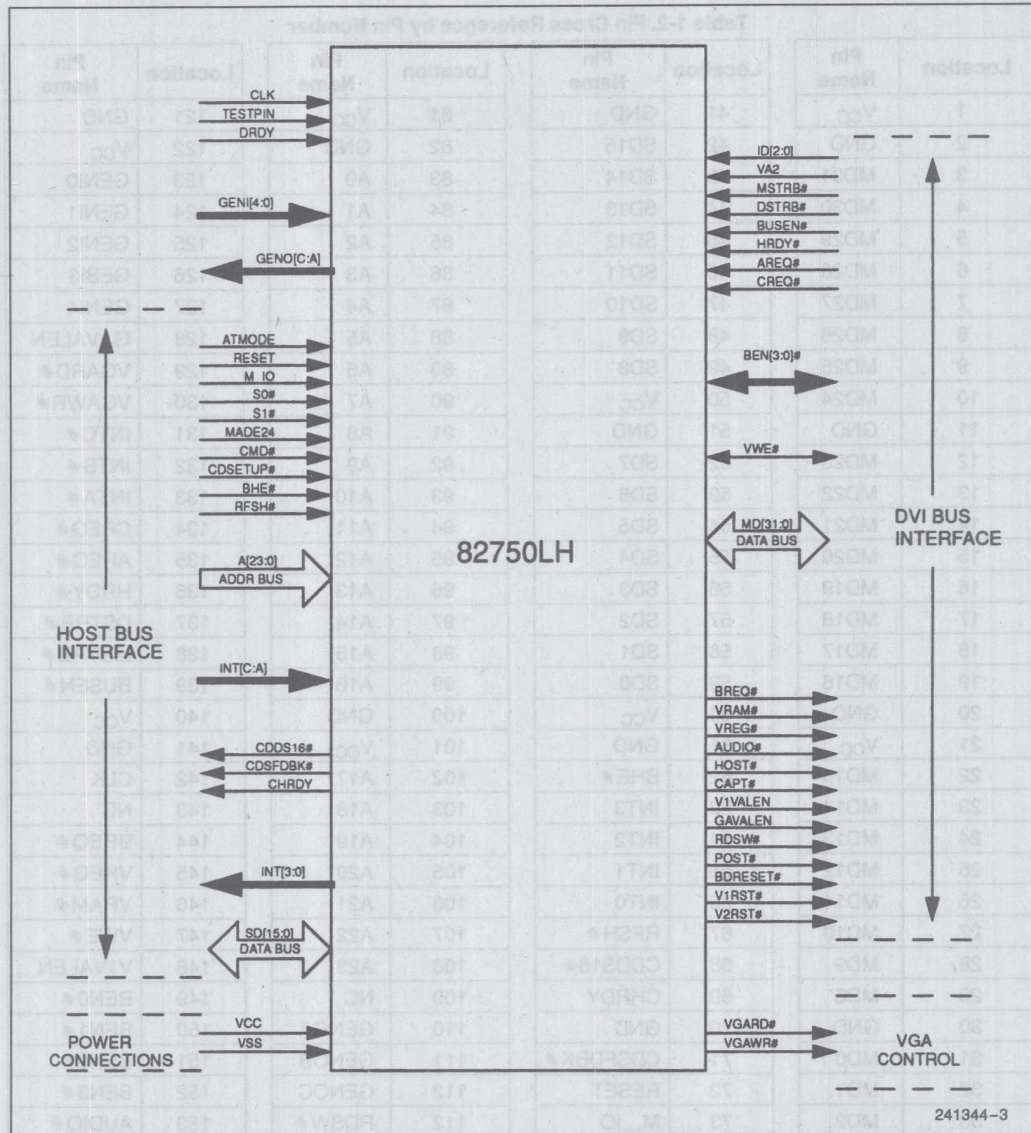 CLK
TESTPIN
DRDY
GENI[4:0]
GENO[C:A]
ATMODE
RESET
M_IO
S0#
S1#
MADE24
CMD#
CDSETUP#
BHE#
RFSH#
A[23:0]
ADDR BUS
HOST BUS
INTERFACE
INT[C:A]
CDDS16#
CDSFDBK#
CHRDY
INT[3:0]
SD[15:0]
DATA BUS
POWER
CONNECTIONS
VCC
VSS
82750LH
ID[2:0]
VA2
MSTRB#
DSTRB#
BUSEN#
HRDY#
AREQ#
CREQ#
BEN[3:0]#
VWE#
MD(31:0]
DATA BUS
DVI BUS
INTERFACE
BREQ#
VRAM#
VREG#
AUDIO#
HOST#
CAPT#
V1VALEN
GAVALEN
RDSW#
POST#
BDRESET#
V1RST#
V2RST#
VGARD#
VGAWR#
VGA
CONTROL
241344-3